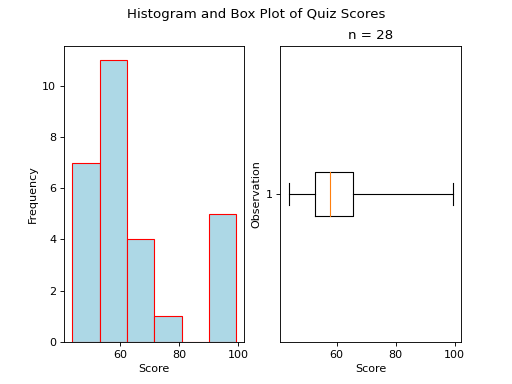 Histogram and Box Plot of Quiz Scores
n = 28
10
8
6
4
2
0
Frequency
60 80 100
Score
Observation
1
60 80 100
Score